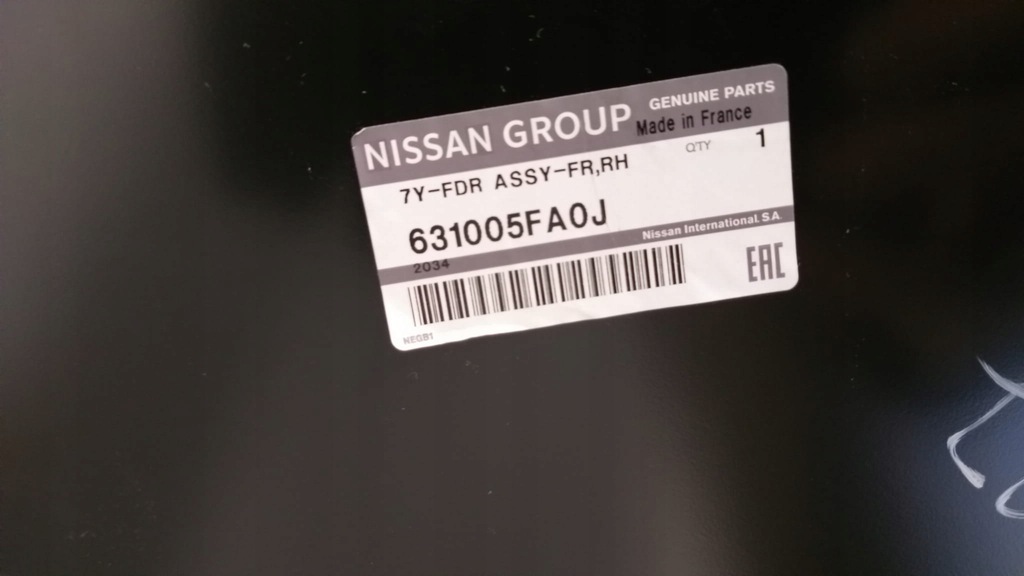 NISSAN GROUP GENUINE PARTS
Made in France
7Y-FDR ASSY-FR,RH Q'TY 1
631005FA0J
2034 Nissan International S.A.
EAC
NEGB1